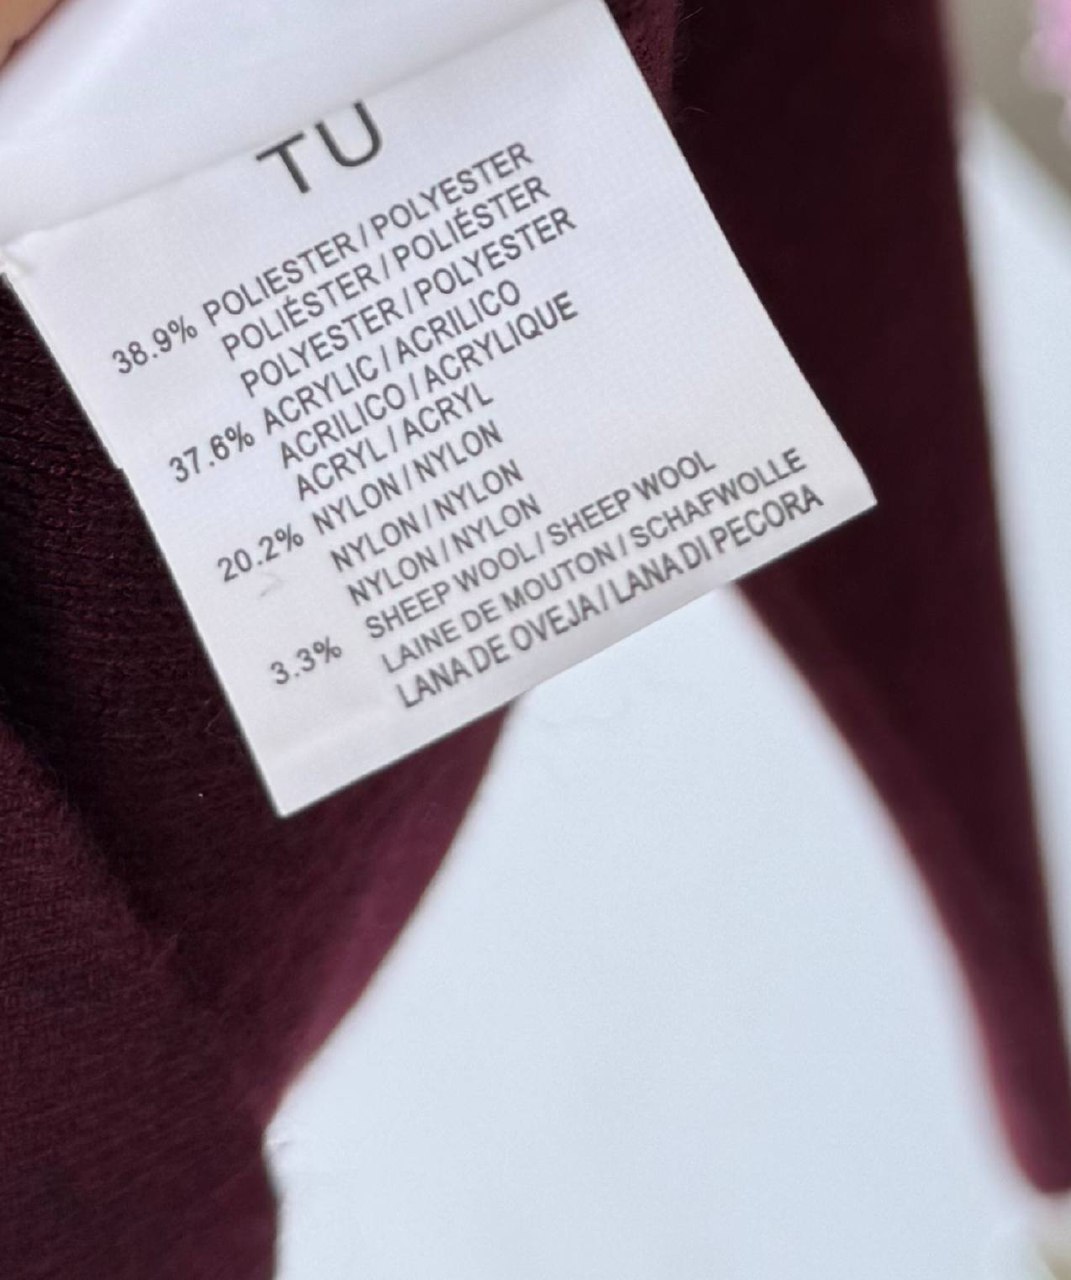 TU
38.9% POLIESTER / POLYESTER
POLIÉSTER / POLIÉSTER
POLYESTER / POLYESTER
37.6% ACRYLIC / ACRILICO
ACRILICO / ACRYLIQUE
ACRYL / ACRYL
20.2% NYLON / NYLON
NYLON / NYLON
NYLON / NYLON
3.3% SHEEP WOOL / SHEEP WOOL
LAINE DE MOUTON / SCHAFWOLLE
LANA DE OVEJA / LANA DI PECORA